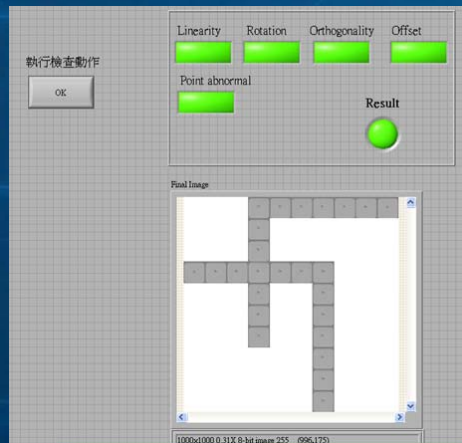 Linearity Rotation Orthogonality Offset
執行檢查動作
OK
Point abnormal
Result
Final Image
1000x1000 0.31X 8-bit image 255 (996,175)